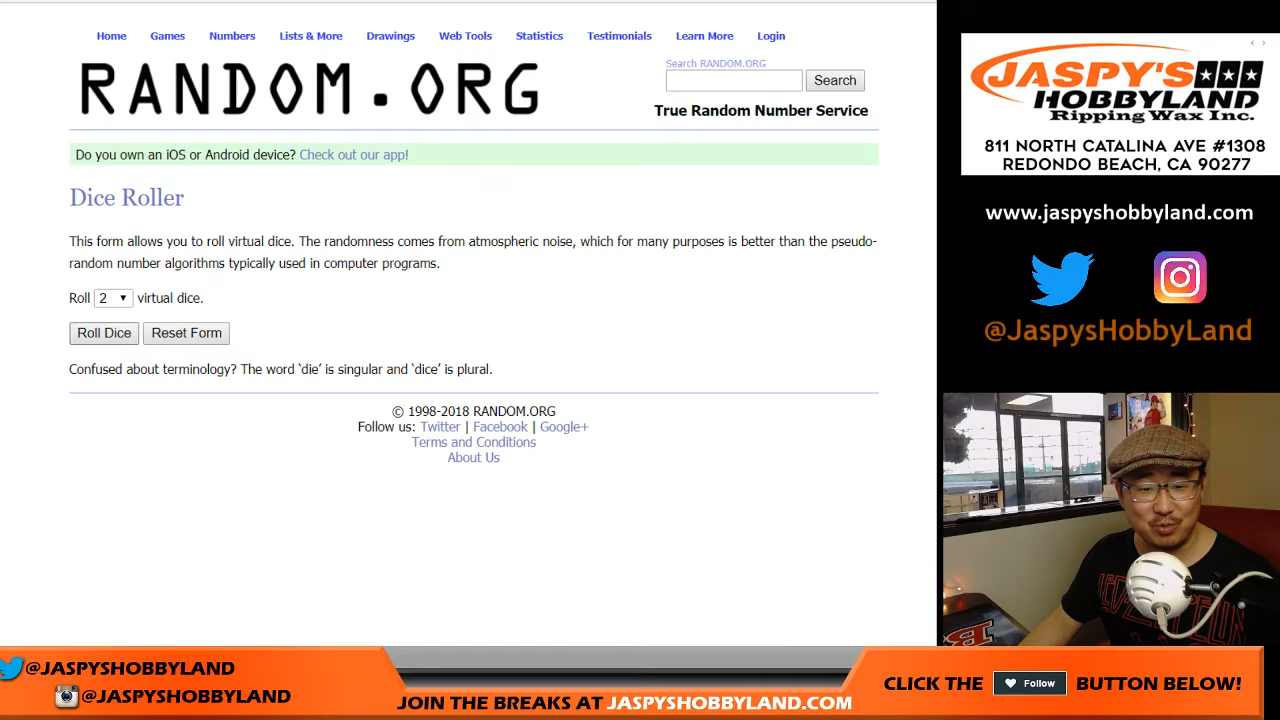 Home Games Numbers Lists & More Drawings Web Tools Statistics Testimonials Learn More Login
RANDOM.ORG
Search RANDOM.ORG
Search
True Random Number Service
Do you own an iOS or Android device? Check out our app!
Dice Roller
This form allows you to roll virtual dice. The randomness comes from atmospheric noise, which for many purposes is better than the pseudo-
random number algorithms typically used in computer programs.
Roll 2 virtual dice.
Roll Dice Reset Form
Confused about terminology? The word ‘die’ is singular and ‘dice’ is plural.
© 1998-2018 RANDOM.ORG
Follow us: Twitter | Facebook | Google+
Terms and Conditions
About Us
JASPY'S
HOBBYLAND
Ripping Wax Inc.
811 NORTH CATALINA AVE #1308
REDONDO BEACH, CA 90277
www.jaspyshobbyland.com
@JaspysHobbyLand
@JASPYSHOBBYLAND
@JASPYSHOBBYLAND
JOIN THE BREAKS AT JASPYSHOBBYLAND.COM
CLICK THE Follow BUTTON BELOW!